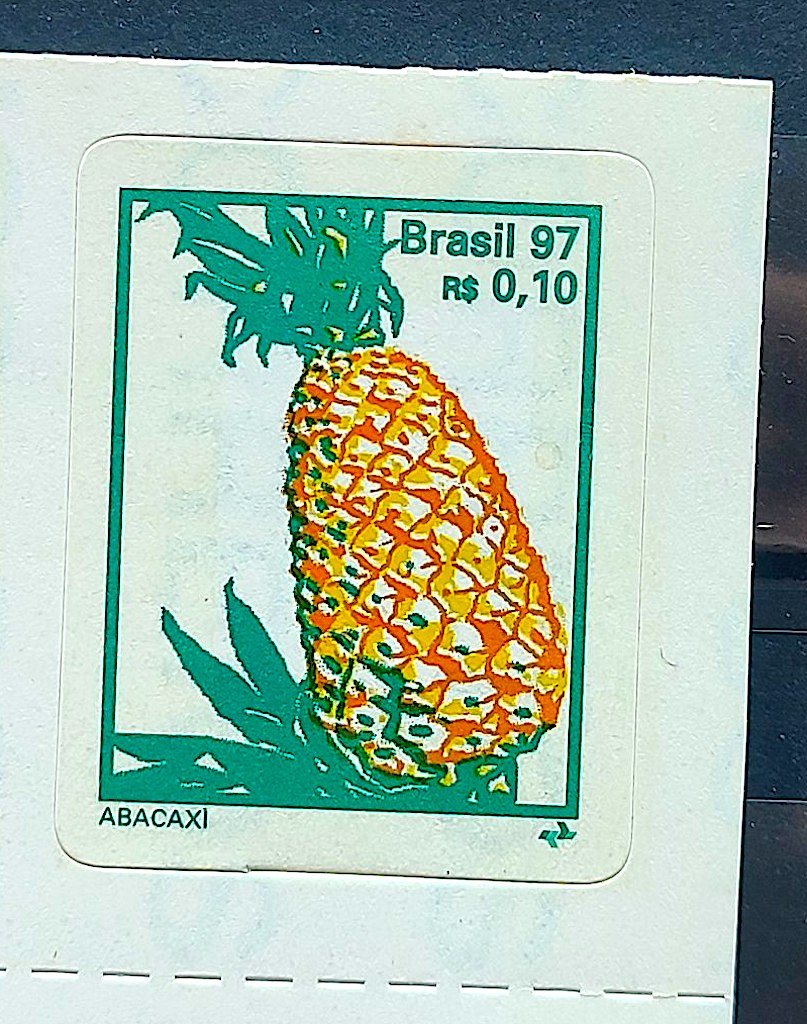 Brasil 97
R$ 0,10
ABACAXI